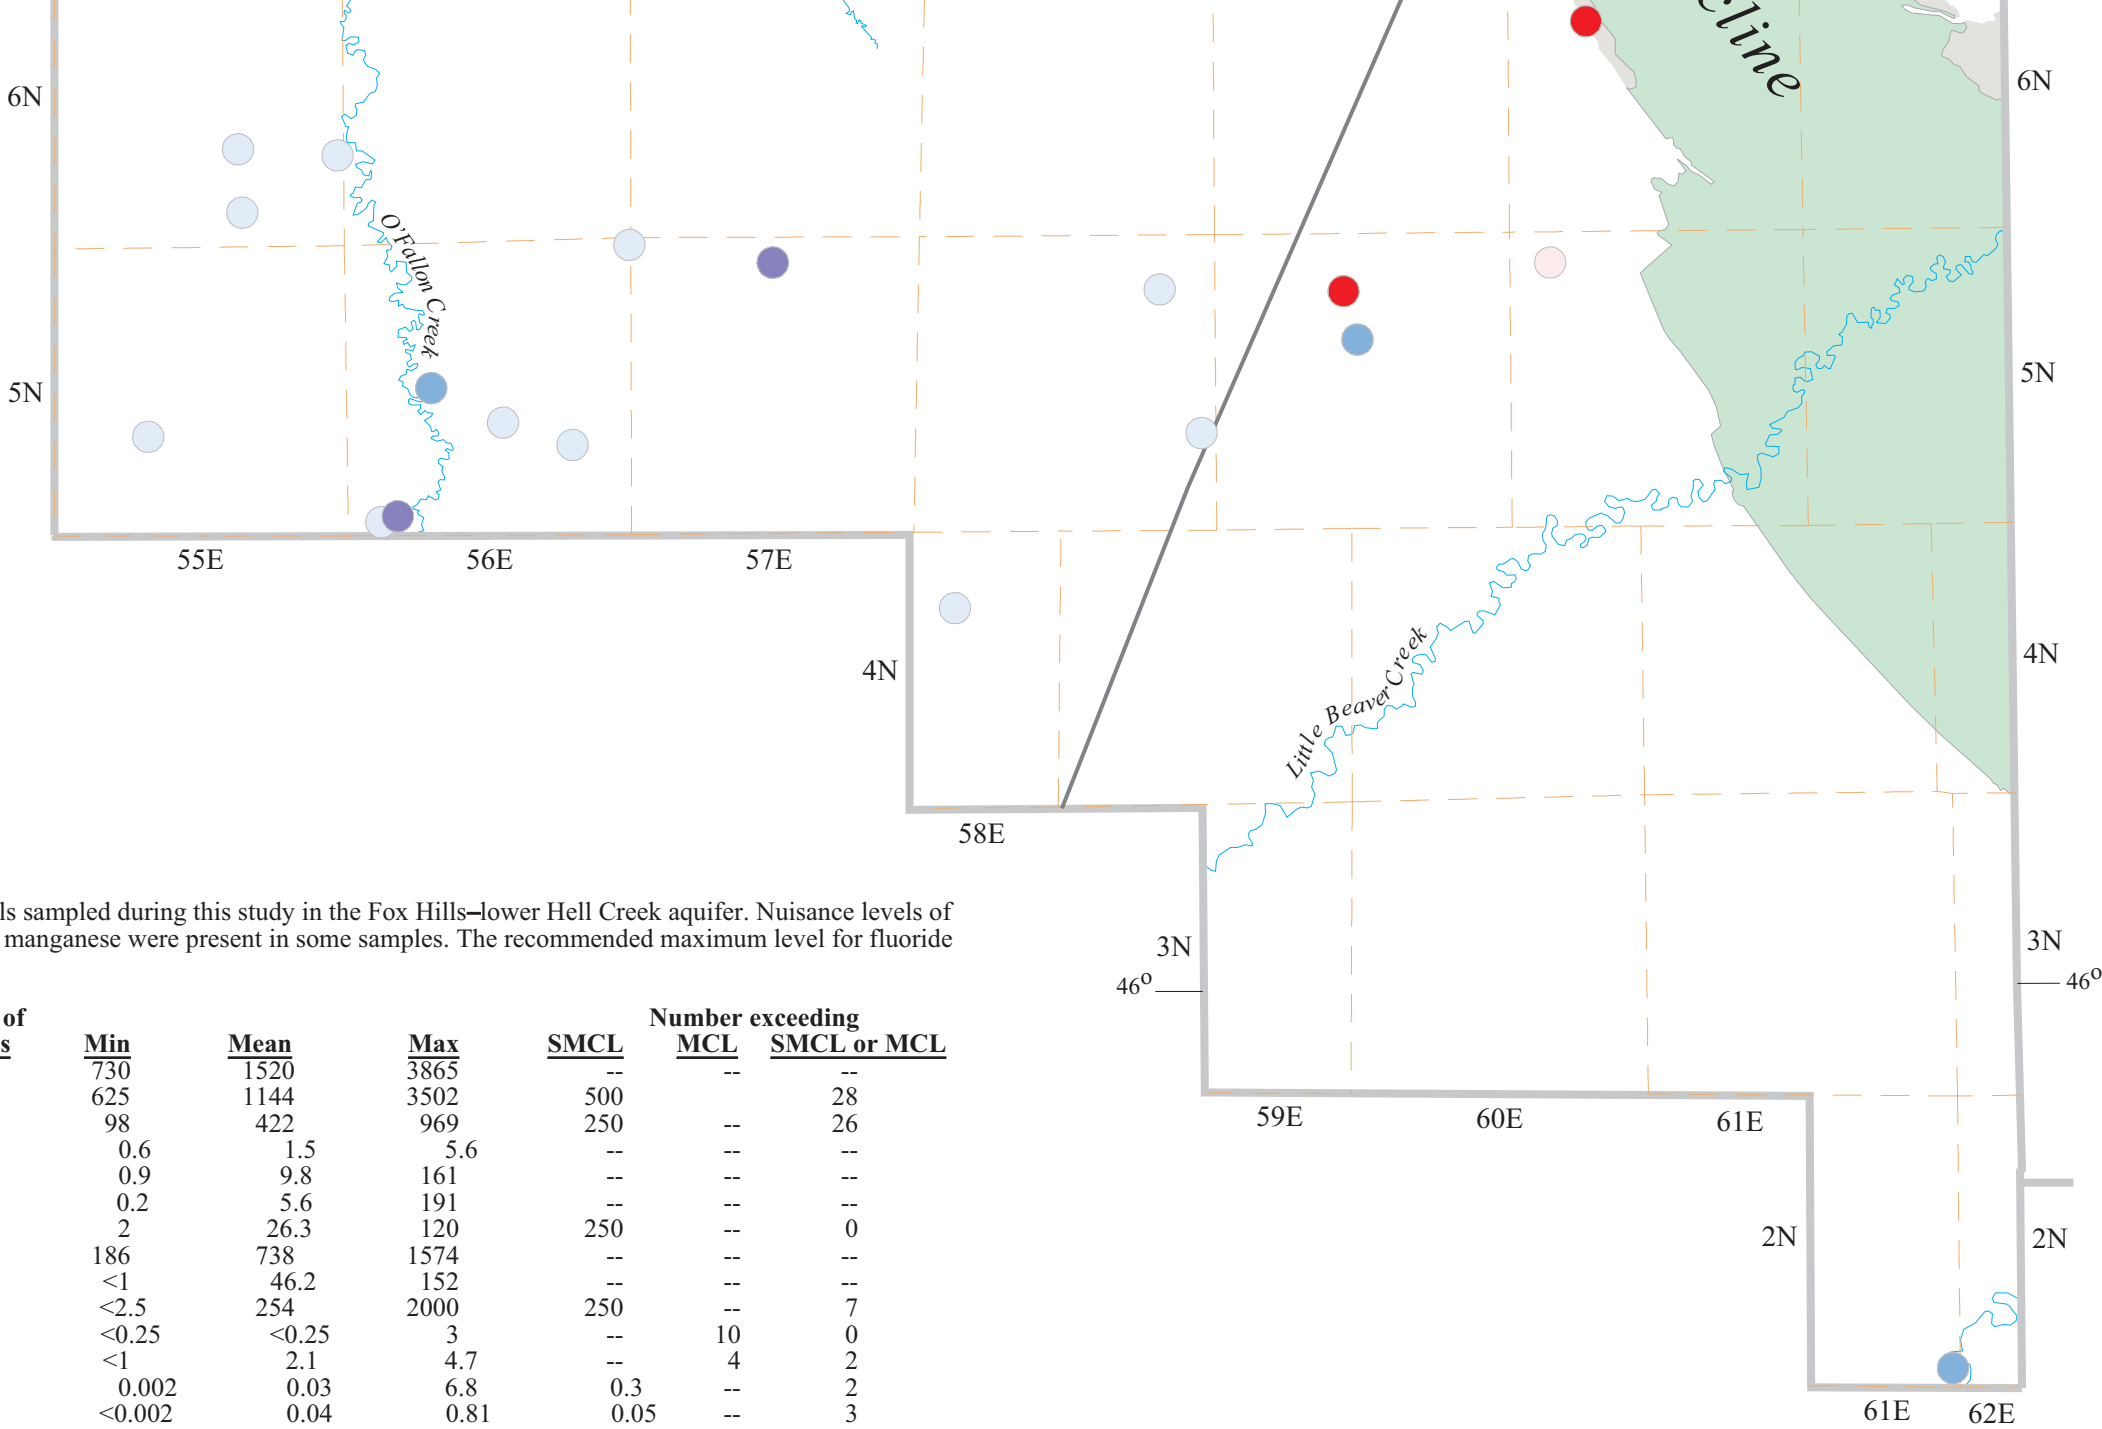 cline
6N
6N
O'Fallon Creek
5N
5N
55E
56E
57E
4N
4N
Little Beaver Creek
58E
ls sampled during this study in the Fox Hills–lower Hell Creek aquifer. Nuisance levels of
manganese were present in some samples. The recommended maximum level for fluoride
3N
3N
46º
46º
of Number exceeding
s Min Mean Max SMCL MCL SMCL or MCL
730 1520 3865 -- -- --
625 1144 3502 500 28
98 422 969 250 -- 26
0.6 1.5 5.6 -- -- --
0.9 9.8 161 -- -- --
0.2 5.6 191 -- -- --
2 26.3 120 250 -- 0
186 738 1574 -- -- --
<1 46.2 152 -- -- --
<2.5 254 2000 250 -- 7
<0.25 <0.25 3 -- 10 0
<1 2.1 4.7 -- 4 2
0.002 0.03 6.8 0.3 -- 2
<0.002 0.04 0.81 0.05 -- 3
59E
60E
61E
2N
2N
61E
62E